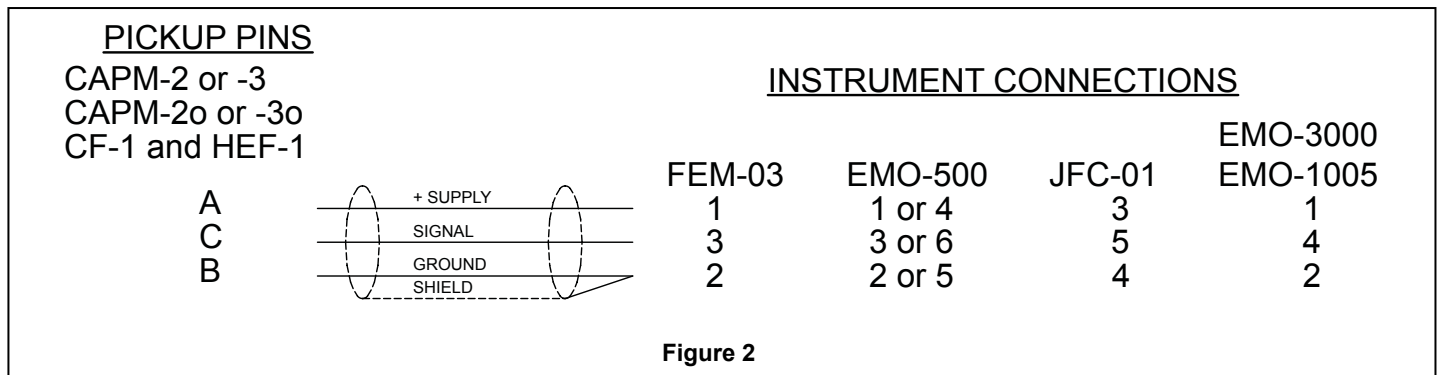 PICKUP PINS
CAPM-2 or -3
CAPM-2o or -3o
CF-1 and HEF-1
INSTRUMENT CONNECTIONS
EMO-3000
FEM-03 EMO-500 JFC-01 EMO-1005
A + SUPPLY 1 1 or 4 3 1
C SIGNAL 3 3 or 6 5 4
B GROUND 2 2 or 5 4 2
SHIELD
Figure 2